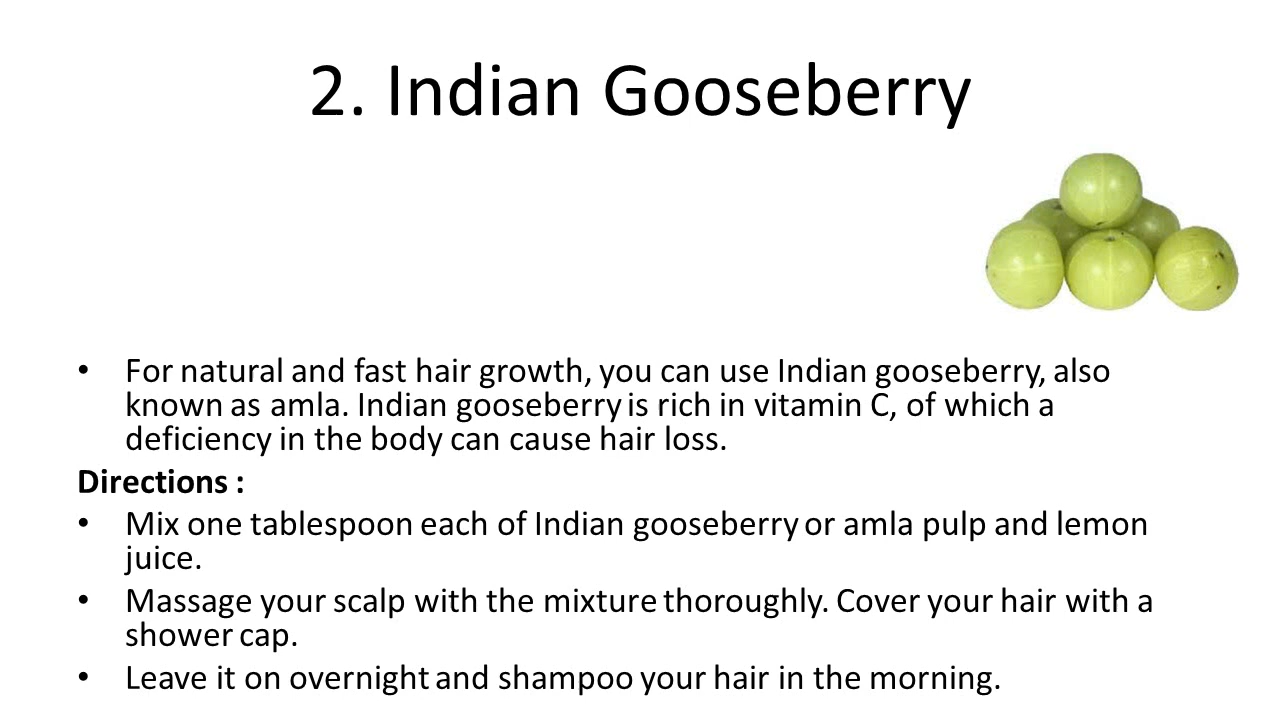 2. Indian Gooseberry
• For natural and fast hair growth, you can use Indian gooseberry, also
known as amla. Indian gooseberry is rich in vitamin C, of which a
deficiency in the body can cause hair loss.
Directions :
• Mix one tablespoon each of Indian gooseberry or amla pulp and lemon
juice.
• Massage your scalp with the mixture thoroughly. Cover your hair with a
shower cap.
• Leave it on overnight and shampoo your hair in the morning.